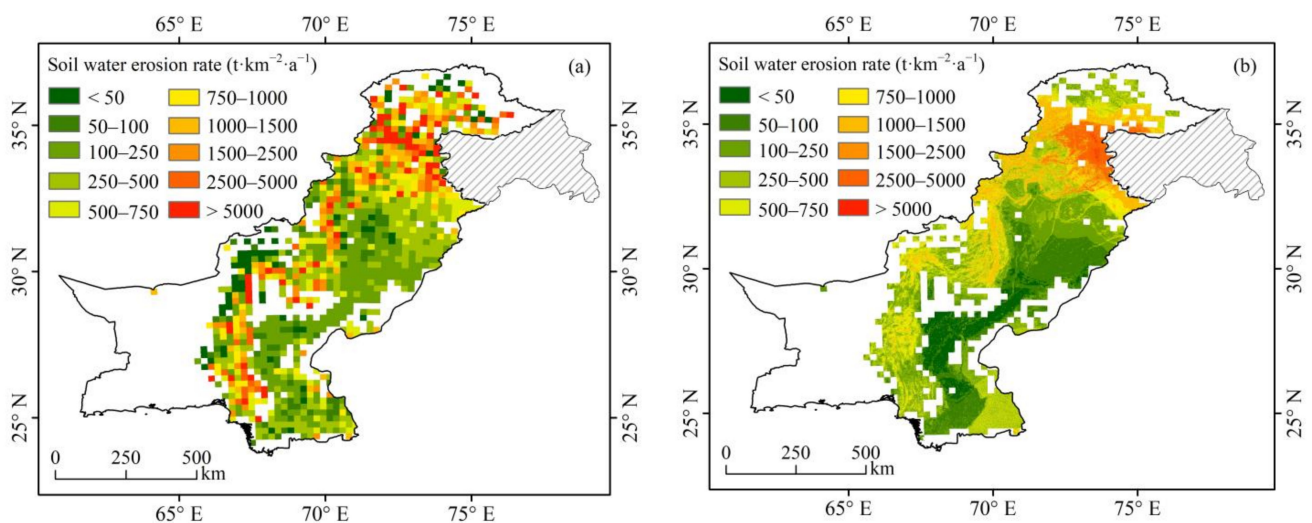 65° E 70° E 75° E
Soil water erosion rate (t·km⁻²·a⁻¹) (a)
< 50 750–1000
50–100 1000–1500
100–250 1500–2500
250–500 2500–5000
500–750 > 5000
35° N
30° N
25° N
35° N
30° N
25° N
0 250 500
km
65° E 70° E 75° E
65° E 70° E 75° E
Soil water erosion rate (t·km⁻²·a⁻¹) (b)
< 50 750–1000
50–100 1000–1500
100–250 1500–2500
250–500 2500–5000
500–750 > 5000
35° N
30° N
25° N
35° N
30° N
25° N
0 250 500
km
65° E 70° E 75° E